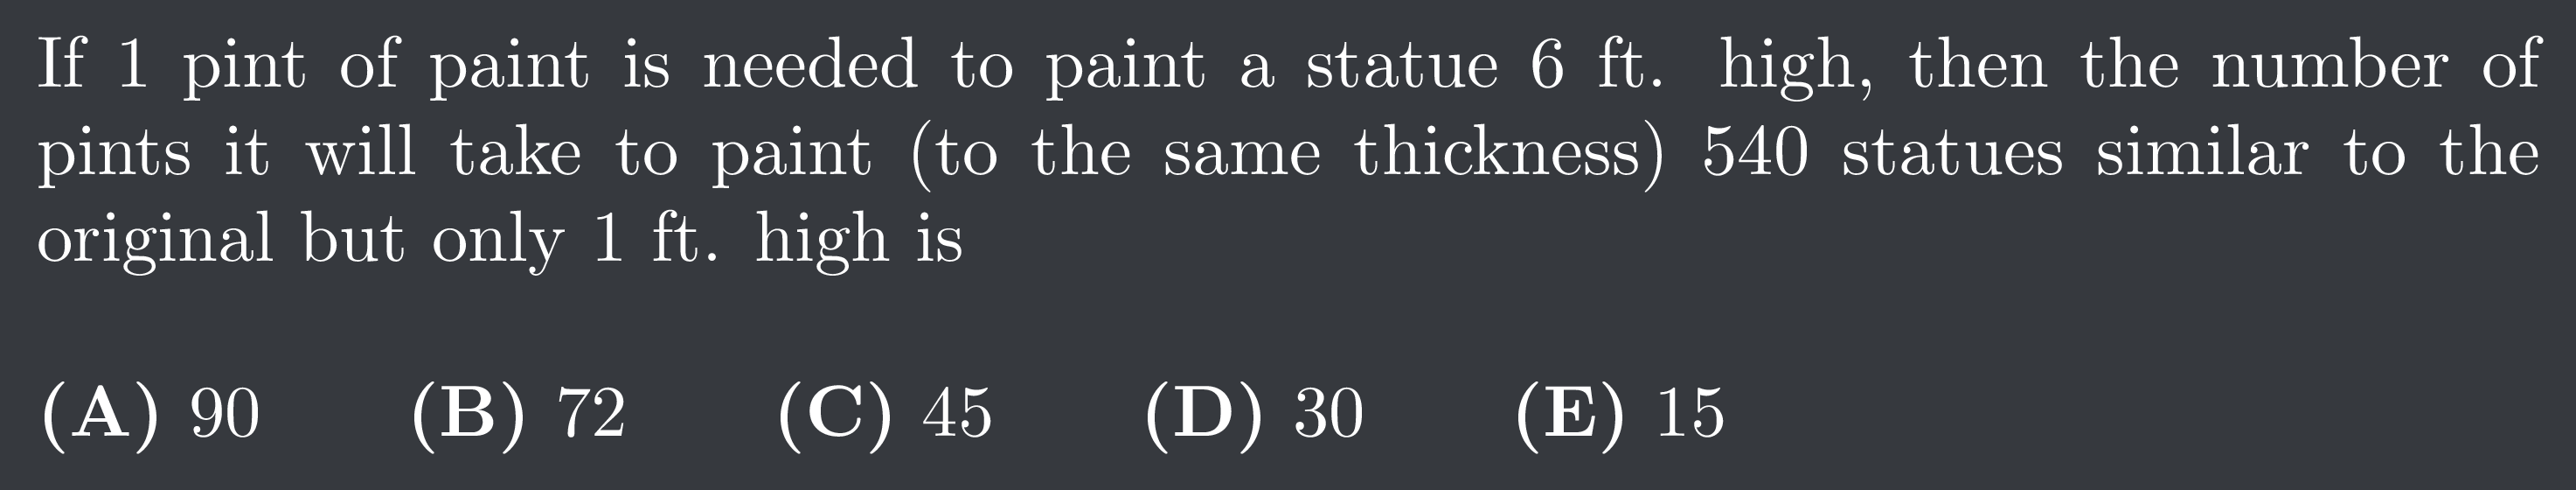 If 1 pint of paint is needed to paint a statue 6 ft. high, then the number of
pints it will take to paint (to the same thickness) 540 statues similar to the
original but only 1 ft. high is
(A) 90 (B) 72 (C) 45 (D) 30 (E) 15